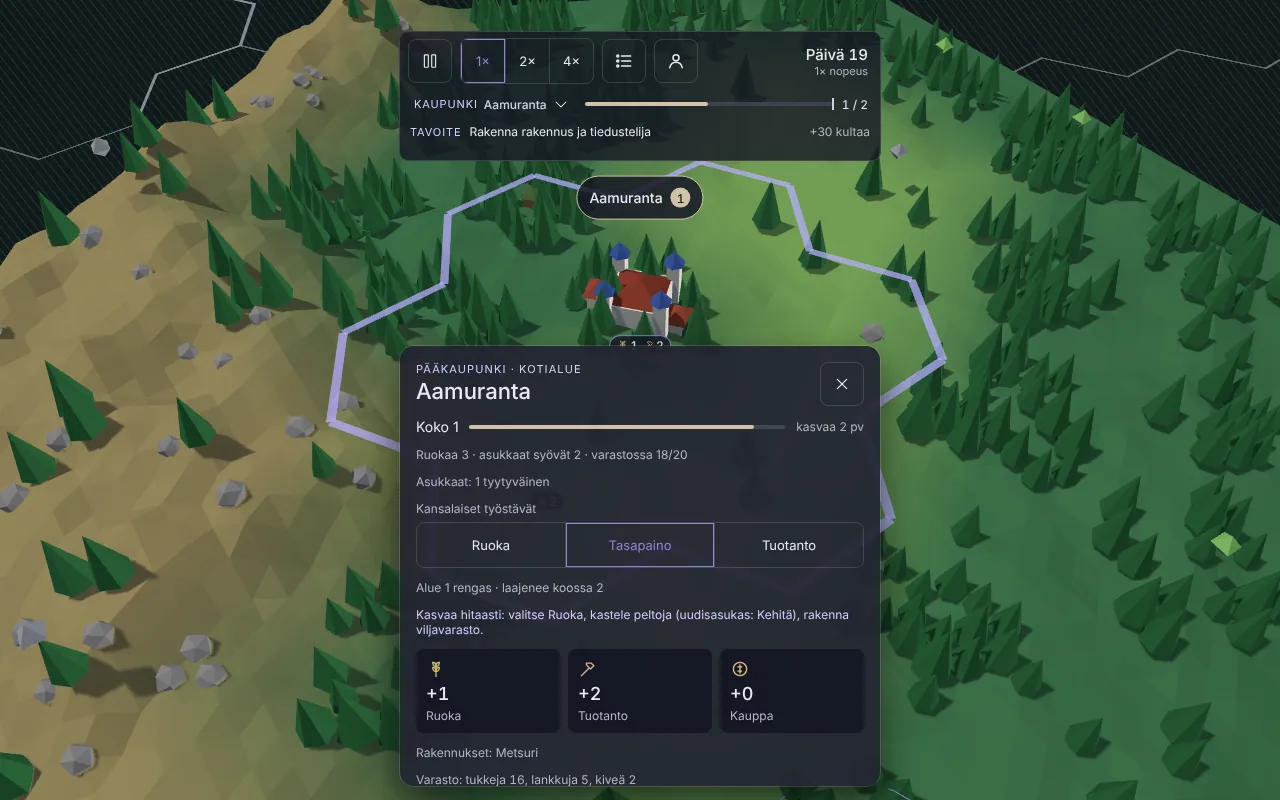 1× 2× 4×
Päivä 19
1× nopeus
KAUPUNKI Aamuranta 1 / 2
TAVOITE Rakenna rakennus ja tiedustelija +30 kultaa
Aamuranta 1
1 2
PÄÄKAUPUNKI · KOTIALUE
Aamuranta
Koko 1 kasvaa 2 pv
Ruokaa 3 · asukkaat syövät 2 · varastossa 18/20
Asukkaat: 1 tyytyväinen
Kansalaiset työstävät
Ruoka Tasapaino Tuotanto
Alue 1 rengas · laajenee koossa 2
Kasvaa hitaasti: valitse Ruoka, kastele peltoja (uudisasukas: Kehitä), rakenna
viljavarasto.
+1 +2 +0
Ruoka Tuotanto Kauppa
Rakennukset: Metsuri
Varasto: tukkeja 16, lankkuja 5, kiveä 2